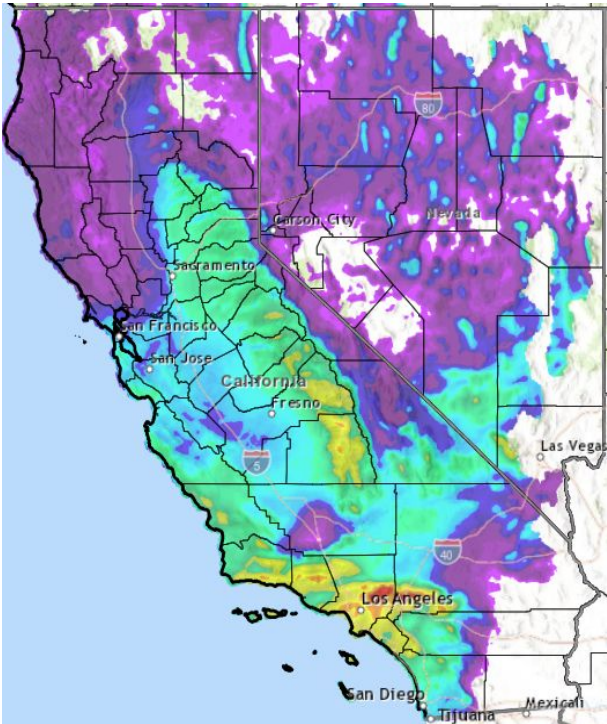 80
Carson City
Nevada
Sacramento
San Francisco
San Jose
California
Fresno
Las Vegas
5
40
Los Angeles
San Diego
Tijuana
Mexicali